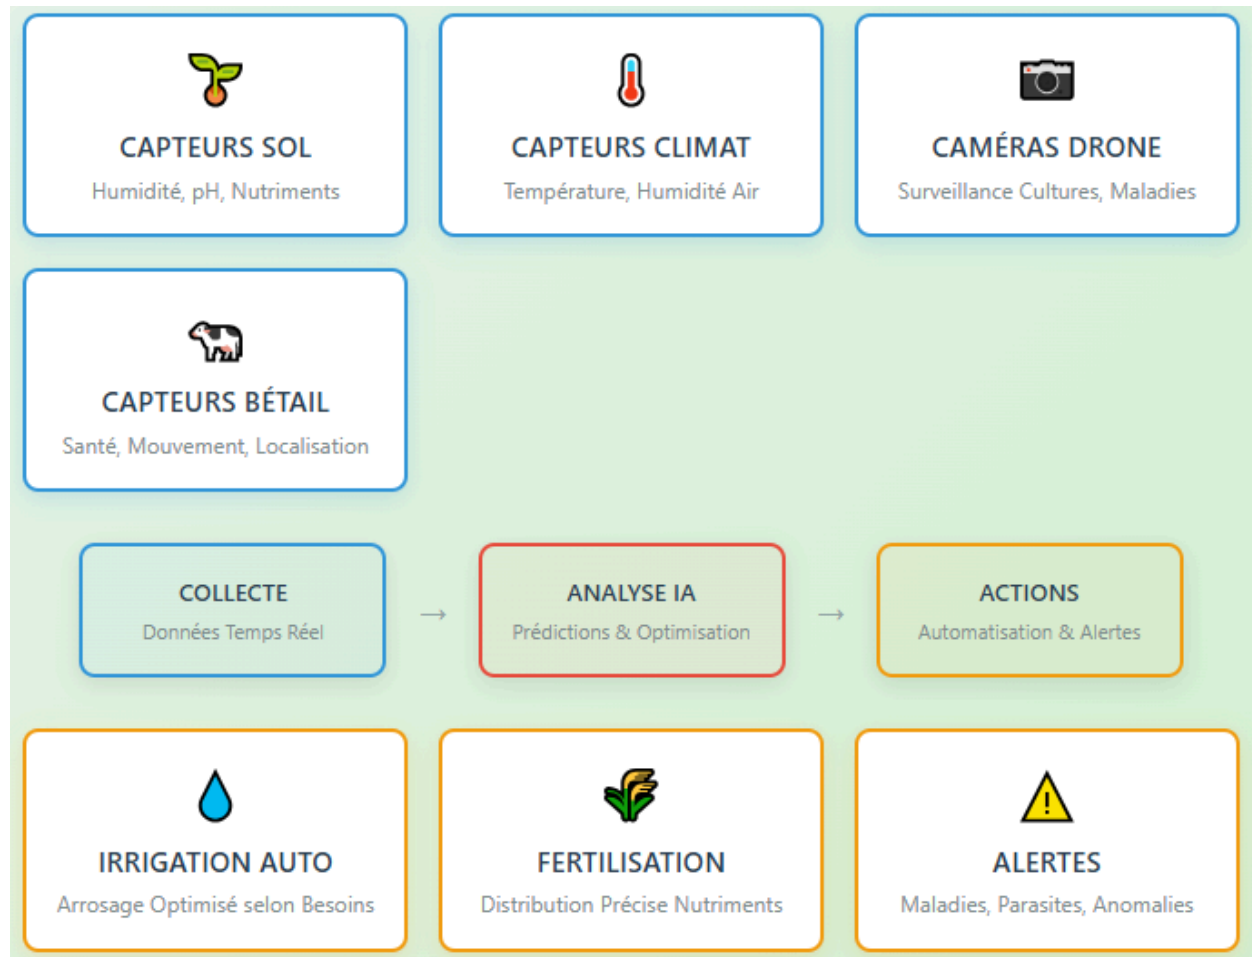 CAPTEURS SOL
Humidité, pH, Nutriments
CAPTEURS CLIMAT
Température, Humidité Air
CAMÉRAS DRONE
Surveillance Cultures, Maladies
CAPTEURS BÉTAIL
Santé, Mouvement, Localisation
COLLECTE
Données Temps Réel
→
ANALYSE IA
Prédictions & Optimisation
→
ACTIONS
Automatisation & Alertes
IRRIGATION AUTO
Arrosage Optimisé selon Besoins
FERTILISATION
Distribution Précise Nutriments
ALERTES
Maladies, Parasites, Anomalies